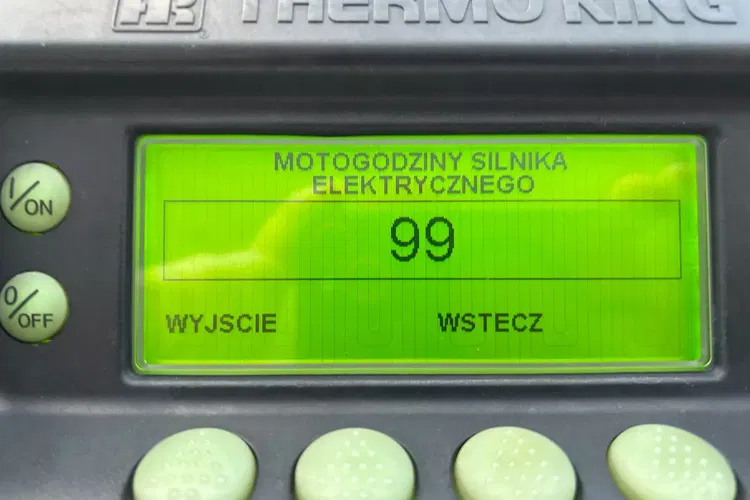 THERMO KING
MOTOGODZINY SILNIKA
ELEKTRYCZNEGO
99
WYJSCIE
WSTECZ
I/ON
0/OFF